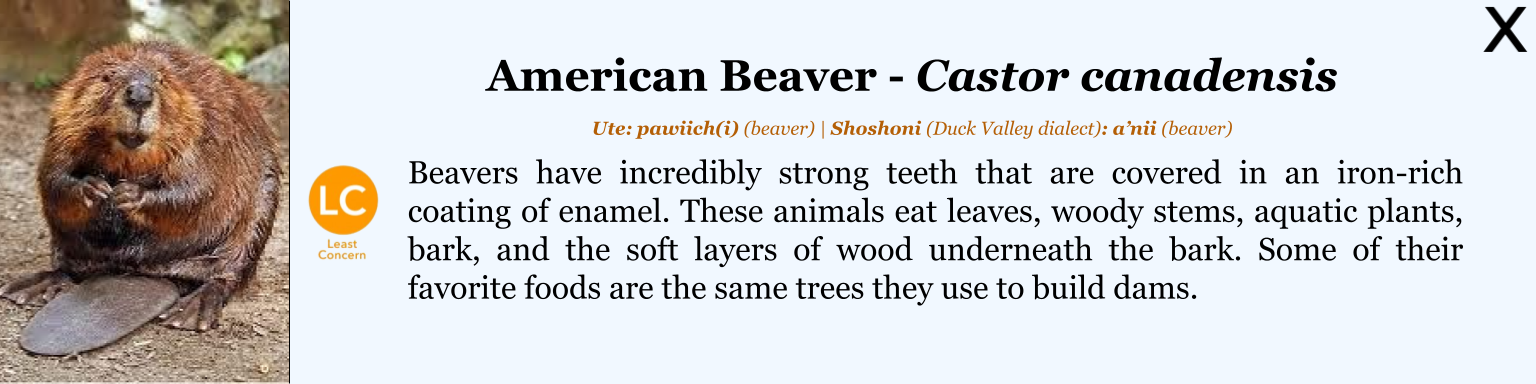 X
American Beaver - Castor canadensis
Ute: pawiich(i) (beaver) | Shoshoni (Duck Valley dialect): a’nii (beaver)
LC
Least
Concern
Beavers have incredibly strong teeth that are covered in an iron-rich
coating of enamel. These animals eat leaves, woody stems, aquatic plants,
bark, and the soft layers of wood underneath the bark. Some of their
favorite foods are the same trees they use to build dams.